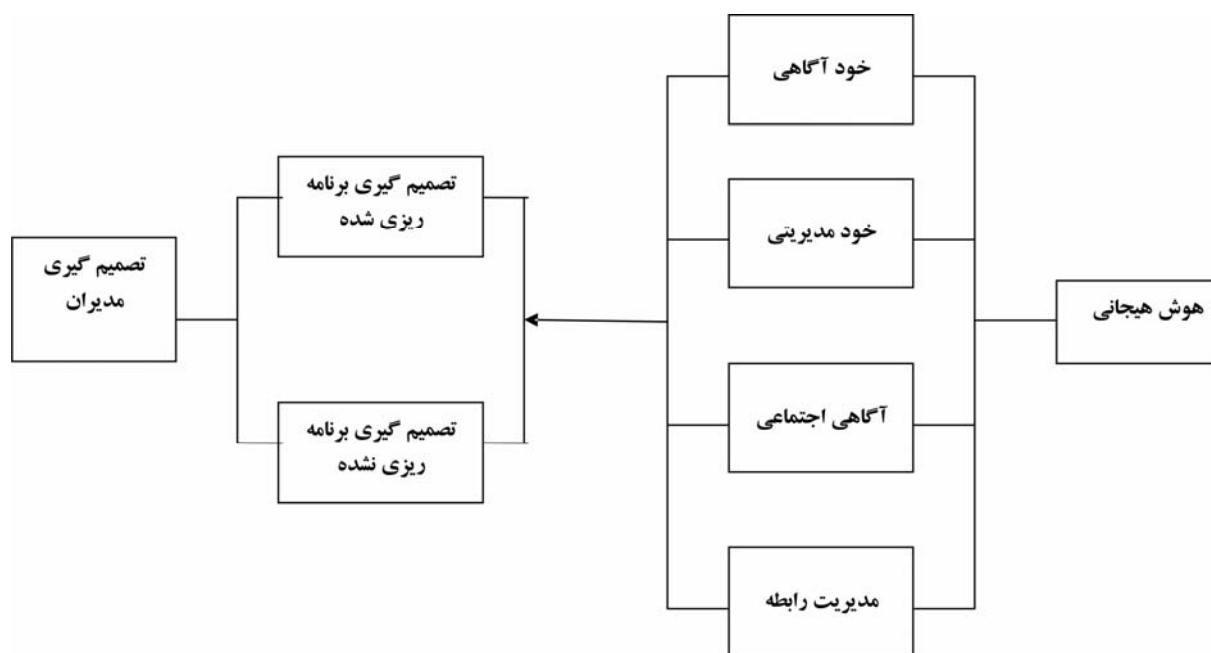 هوش هیجانی
خود آگاهی
خود مدیریتی
آگاهی اجتماعی
مدیریت رابطه
تصمیم گیری برنامه
ریزی شده
تصمیم گیری برنامه
ریزی نشده
تصمیم گیری
مدیران